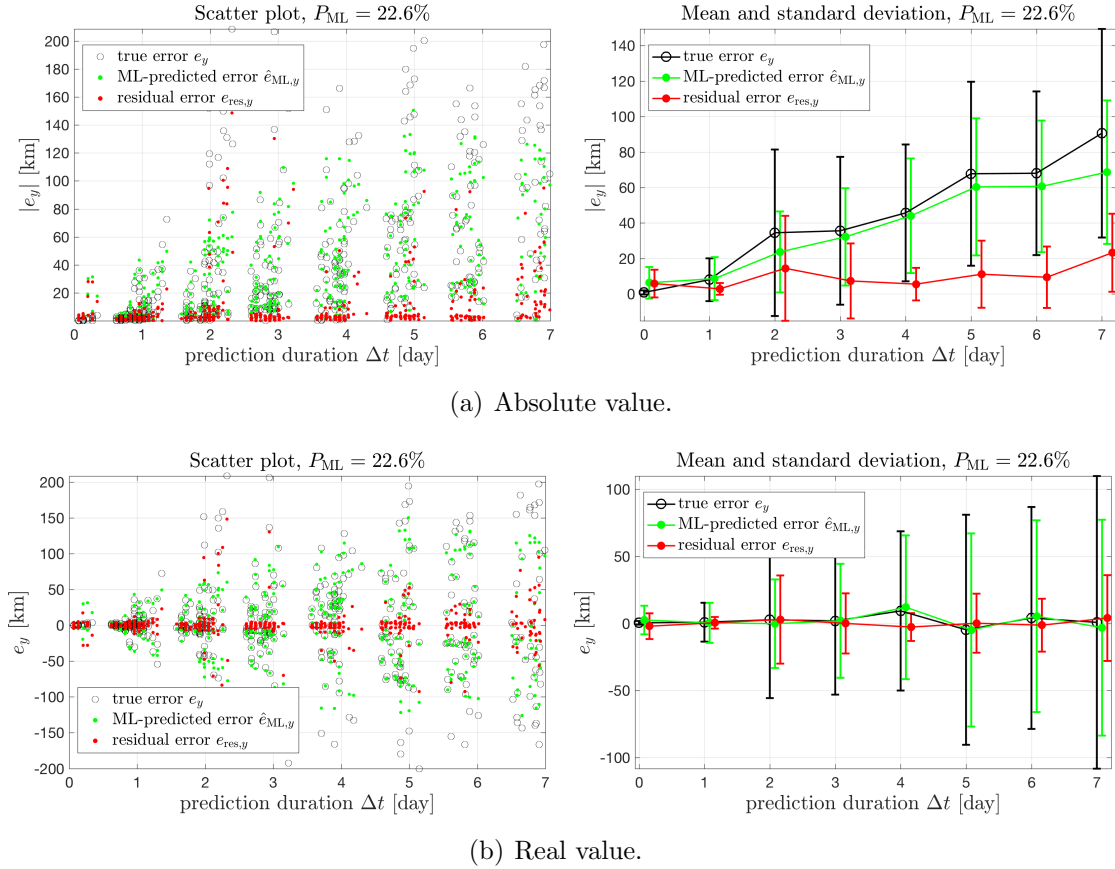 Scatter plot, P_ML = 22.6%
true error e_y
ML-predicted error ê_ML,y
residual error e_res,y
|e_y| [km]
200
180
160
140
120
100
80
60
40
20
0 1 2 3 4 5 6 7
prediction duration Δt [day]
Mean and standard deviation, P_ML = 22.6%
true error e_y
ML-predicted error ê_ML,y
residual error e_res,y
|e_y| [km]
140
120
100
80
60
40
20
0
0 1 2 3 4 5 6 7
prediction duration Δt [day]
(a) Absolute value.
Scatter plot, P_ML = 22.6%
e_y [km]
200
150
100
50
0
-50
-100
-150
-200
true error e_y
ML-predicted error ê_ML,y
residual error e_res,y
0 1 2 3 4 5 6 7
prediction duration Δt [day]
Mean and standard deviation, P_ML = 22.6%
true error e_y
ML-predicted error ê_ML,y
residual error e_res,y
e_y [km]
100
50
0
-50
-100
0 1 2 3 4 5 6 7
prediction duration Δt [day]
(b) Real value.